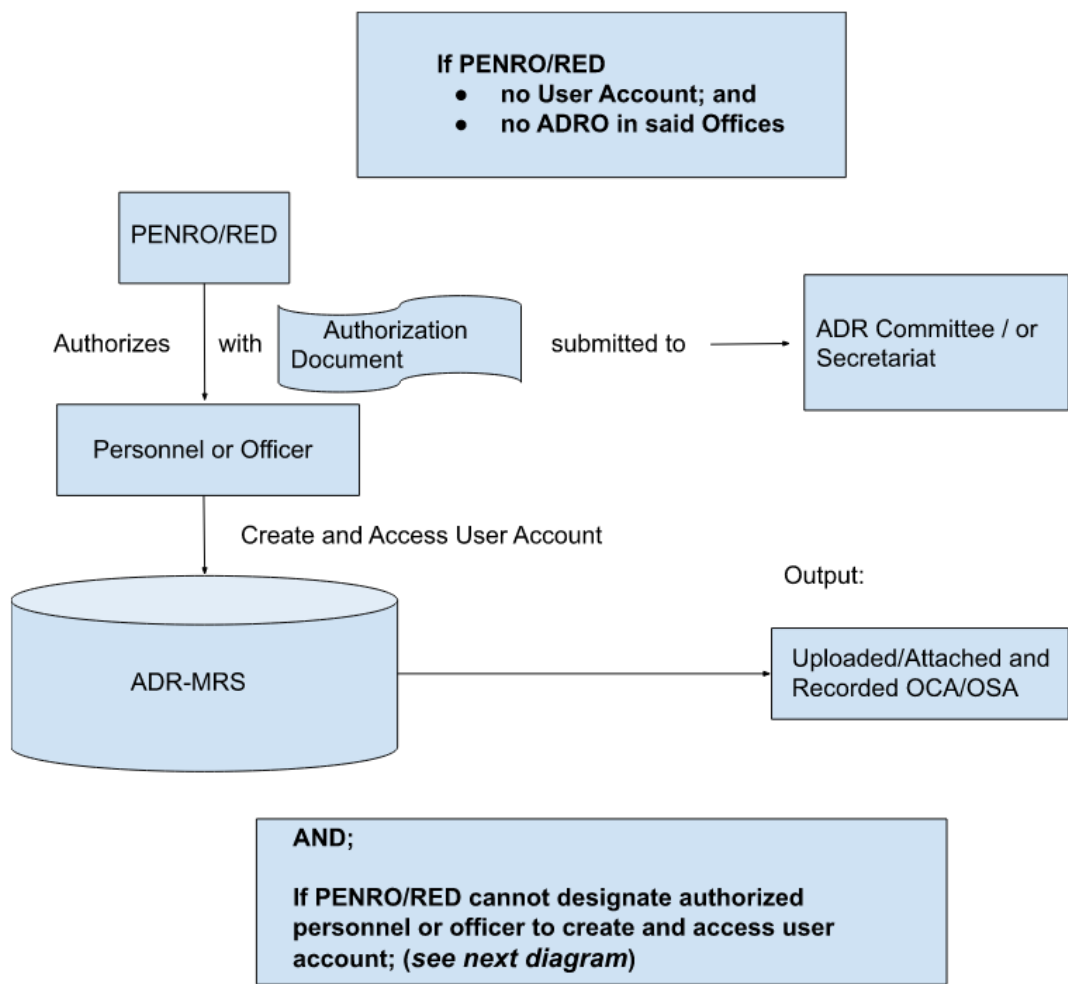 If PENRO/RED
● no User Account; and
● no ADRO in said Offices
PENRO/RED
Authorizes
with
Authorization
Document
submitted to
ADR Committee / or
Secretariat
Personnel or Officer
Create and Access User Account
Output:
ADR-MRS
Uploaded/Attached and
Recorded OCA/OSA
AND;
If PENRO/RED cannot designate authorized
personnel or officer to create and access user
account; (see next diagram)